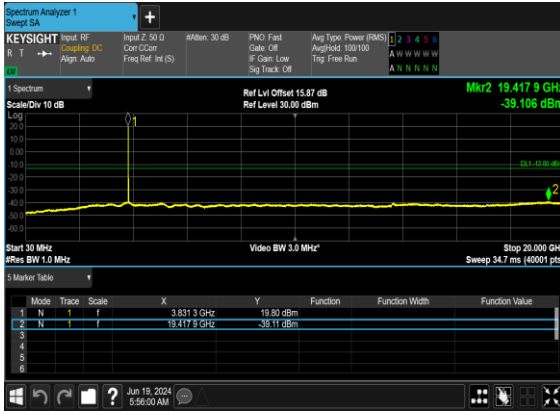 Spectrum Analyzer 1
Swept SA
+
KEYSIGHT Input: RF Input Z: 50 Ω #Atten: 30 dB PNO: Fast Avg Type: Power (RMS) 1 2 3 4 5 6
R T Coupling: DC Corr CCorr Gate: Off Avg|Hold: 100/100 A W W W W W
Align: Auto Freq Ref: Int (S) IF Gain: Low Trig: Free Run
Sig Track: Off A N N N N N
1 Spectrum Ref Lvl Offset 15.87 dB Mkr2 19.417 9 GHz
Scale/Div 10 dB Ref Level 30.00 dBm -39.106 dBm
Log
20.0 1
10.0
0.00
-10.0 DL1 -13.00 dBm
-20.0
-30.0 2
-40.0
-50.0
-60.0
Start 30 MHz Video BW 3.0 MHz* Stop 20.000 GHz
#Res BW 1.0 MHz Sweep 34.7 ms (40001 pts)
5 Marker Table
Mode Trace Scale X Y Function Function Width Function Value
1 N 1 f 3.831 3 GHz 19.80 dBm
2 N 1 f 19.417 9 GHz -39.11 dBm
3
4
5
6
? Jun 19, 2024
5:56:00 AM